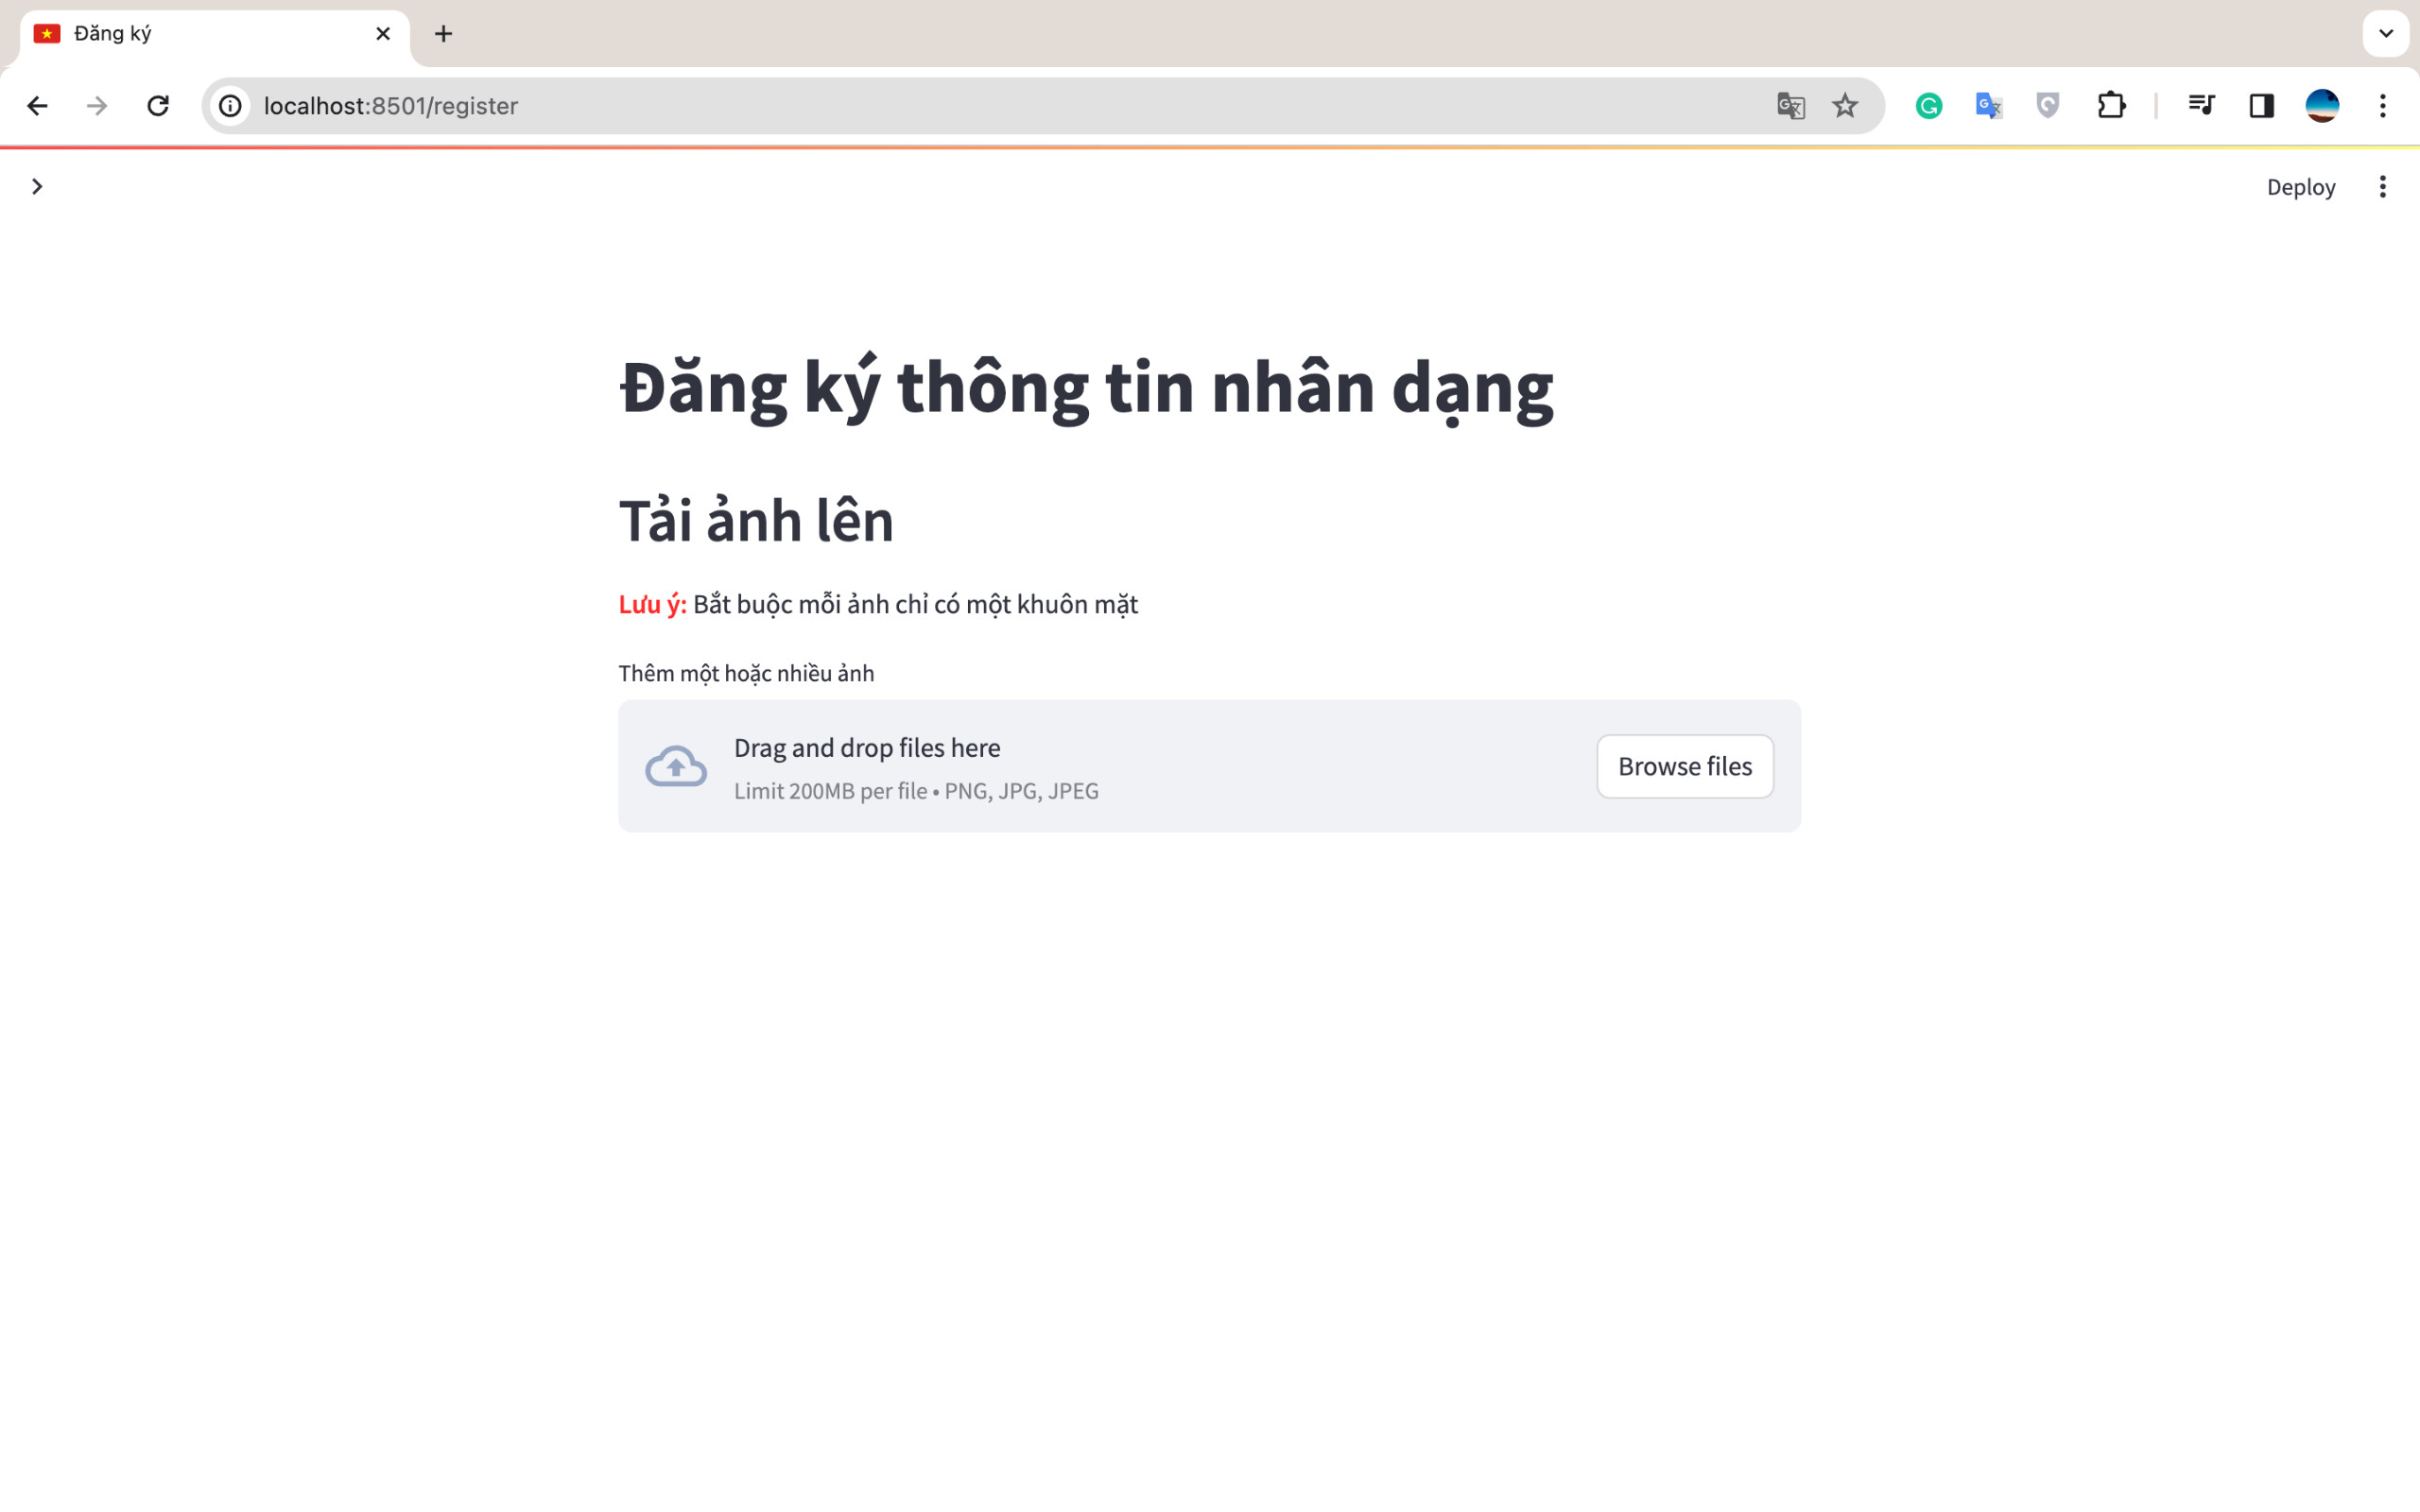 Đăng ký
localhost:8501/register
Deploy
Đăng ký thông tin nhân dạng
Tải ảnh lên
Lưu ý: Bắt buộc mỗi ảnh chỉ có một khuôn mặt
Thêm một hoặc nhiều ảnh
Drag and drop files here
Limit 200MB per file • PNG, JPG, JPEG
Browse files